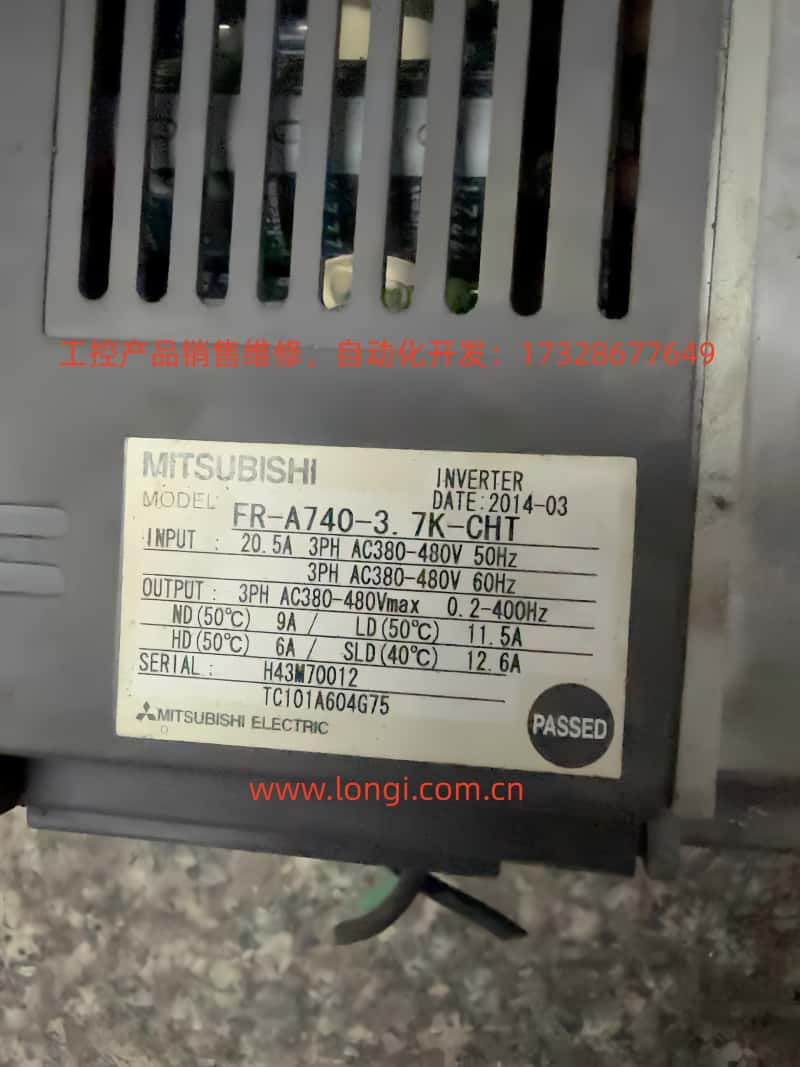 工控产品销售维修，自动化开发：17328677649
MITSUBISHI INVERTER
DATE:2014-03
MODEL FR-A740-3.7K-CHT
INPUT : 20.5A 3PH AC380-480V 50Hz
3PH AC380-480V 60Hz
OUTPUT : 3PH AC380-480Vmax 0.2-400Hz
ND(50℃) 9A / LD(50℃) 11.5A
HD(50℃) 6A / SLD(40℃) 12.6A
SERIAL : H43M70012
TC101A604G75
MITSUBISHI ELECTRIC
PASSED
www.longi.com.cn